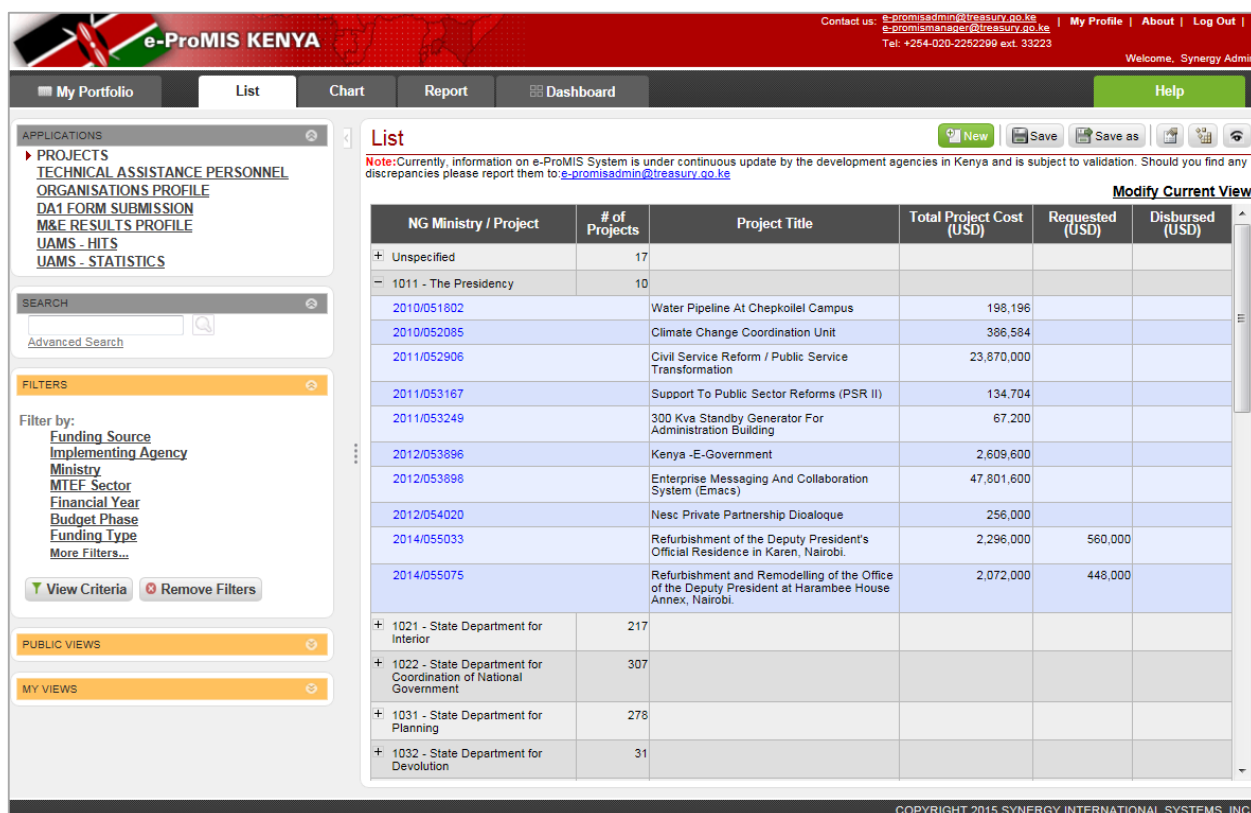 e-ProMIS KENYA
Contact us: e-promisadmin@treasury.go.ke | My Profile | About | Log Out |
e-promismanager@treasury.go.ke
Tel: +254-020-2252299 ext. 33223
Welcome, Synergy Admi
My Portfolio List Chart Report Dashboard Help
APPLICATIONS
PROJECTS
TECHNICAL ASSISTANCE PERSONNEL
ORGANISATIONS PROFILE
DA1 FORM SUBMISSION
M&E RESULTS PROFILE
UAMS - HITS
UAMS - STATISTICS
SEARCH
Advanced Search
FILTERS
Filter by:
Funding Source
Implementing Agency
Ministry
MTEF Sector
Financial Year
Budget Phase
Funding Type
More Filters...
View Criteria Remove Filters
PUBLIC VIEWS
MY VIEWS
List
New Save Save as
Note:Currently, information on e-ProMIS System is under continuous update by the development agencies in Kenya and is subject to validation. Should you find any
discrepancies please report them to:e-promisadmin@treasury.go.ke
Modify Current View
NG Ministry / Project # of Projects Project Title Total Project Cost (USD) Requested (USD) Disbursed (USD)
+ Unspecified 17
− 1011 - The Presidency 10
2010/051802 Water Pipeline At Chepkoilel Campus 198,196
2010/052085 Climate Change Coordination Unit 386,584
2011/052906 Civil Service Reform / Public Service 23,870,000
Transformation
2011/053167 Support To Public Sector Reforms (PSR II) 134,704
2011/053249 300 Kva Standby Generator For 67,200
Administration Building
2012/053896 Kenya -E-Government 2,609,600
2012/053898 Enterprise Messaging And Collaboration 47,801,600
System (Emacs)
2012/054020 Nesc Private Partnership Dioaloque 256,000
2014/055033 Refurbishment of the Deputy President's 2,296,000 560,000
Official Residence in Karen, Nairobi.
2014/055075 Refurbishment and Remodelling of the Office 2,072,000 448,000
of the Deputy President at Harambee House
Annex, Nairobi.
+ 1021 - State Department for 217
Interior
+ 1022 - State Department for 307
Coordination of National
Government
+ 1031 - State Department for 278
Planning
+ 1032 - State Department for 31
Devolution
COPYRIGHT 2015 SYNERGY INTERNATIONAL SYSTEMS, INC